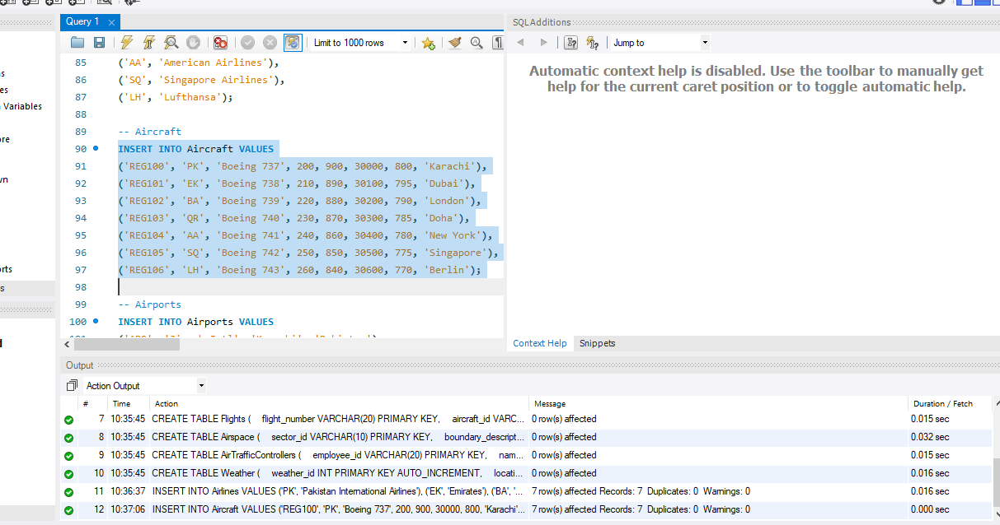 Query 1
SQLAdditions
Limit to 1000 rows
Jump to
Variables
85 ('AA', 'American Airlines'),
86 ('SQ', 'Singapore Airlines'),
87 ('LH', 'Lufthansa');
88
89 -- Aircraft
90 INSERT INTO Aircraft VALUES
91 ('REG100', 'PK', 'Boeing 737', 200, 900, 30000, 800, 'Karachi'),
92 ('REG101', 'EK', 'Boeing 738', 210, 890, 30100, 795, 'Dubai'),
93 ('REG102', 'BA', 'Boeing 739', 220, 880, 30200, 790, 'London'),
94 ('REG103', 'QR', 'Boeing 740', 230, 870, 30300, 785, 'Doha'),
95 ('REG104', 'AA', 'Boeing 741', 240, 860, 30400, 780, 'New York'),
96 ('REG105', 'SQ', 'Boeing 742', 250, 850, 30500, 775, 'Singapore'),
97 ('REG106', 'LH', 'Boeing 743', 260, 840, 30600, 770, 'Berlin');
98
99 -- Airports
100 INSERT INTO Airports VALUES
Automatic context help is disabled. Use the toolbar to manually get
help for the current caret position or to toggle automatic help.
Context Help Snippets
Output
Action Output
# Time Action Message Duration / Fetch
7 10:35:45 CREATE TABLE Flights ( flight_number VARCHAR(20) PRIMARY KEY, aircraft_id VARC... 0 row(s) affected 0.015 sec
8 10:35:45 CREATE TABLE Airspace ( sector_id VARCHAR(10) PRIMARY KEY, boundary_descript... 0 row(s) affected 0.032 sec
9 10:35:45 CREATE TABLE AirTrafficControllers ( employee_id VARCHAR(20) PRIMARY KEY, nam... 0 row(s) affected 0.015 sec
10 10:35:45 CREATE TABLE Weather ( weather_id INT PRIMARY KEY AUTO_INCREMENT, locati... 0 row(s) affected 0.016 sec
11 10:36:37 INSERT INTO Airlines VALUES ('PK', 'Pakistan International Airlines'), ('EK', 'Emirates'), ('BA', '... 7 row(s) affected Records: 7 Duplicates: 0 Warnings: 0 0.016 sec
12 10:37:06 INSERT INTO Aircraft VALUES ('REG100', 'PK', 'Boeing 737', 200, 900, 30000, 800, 'Karachi'... 7 row(s) affected Records: 7 Duplicates: 0 Warnings: 0 0.000 sec